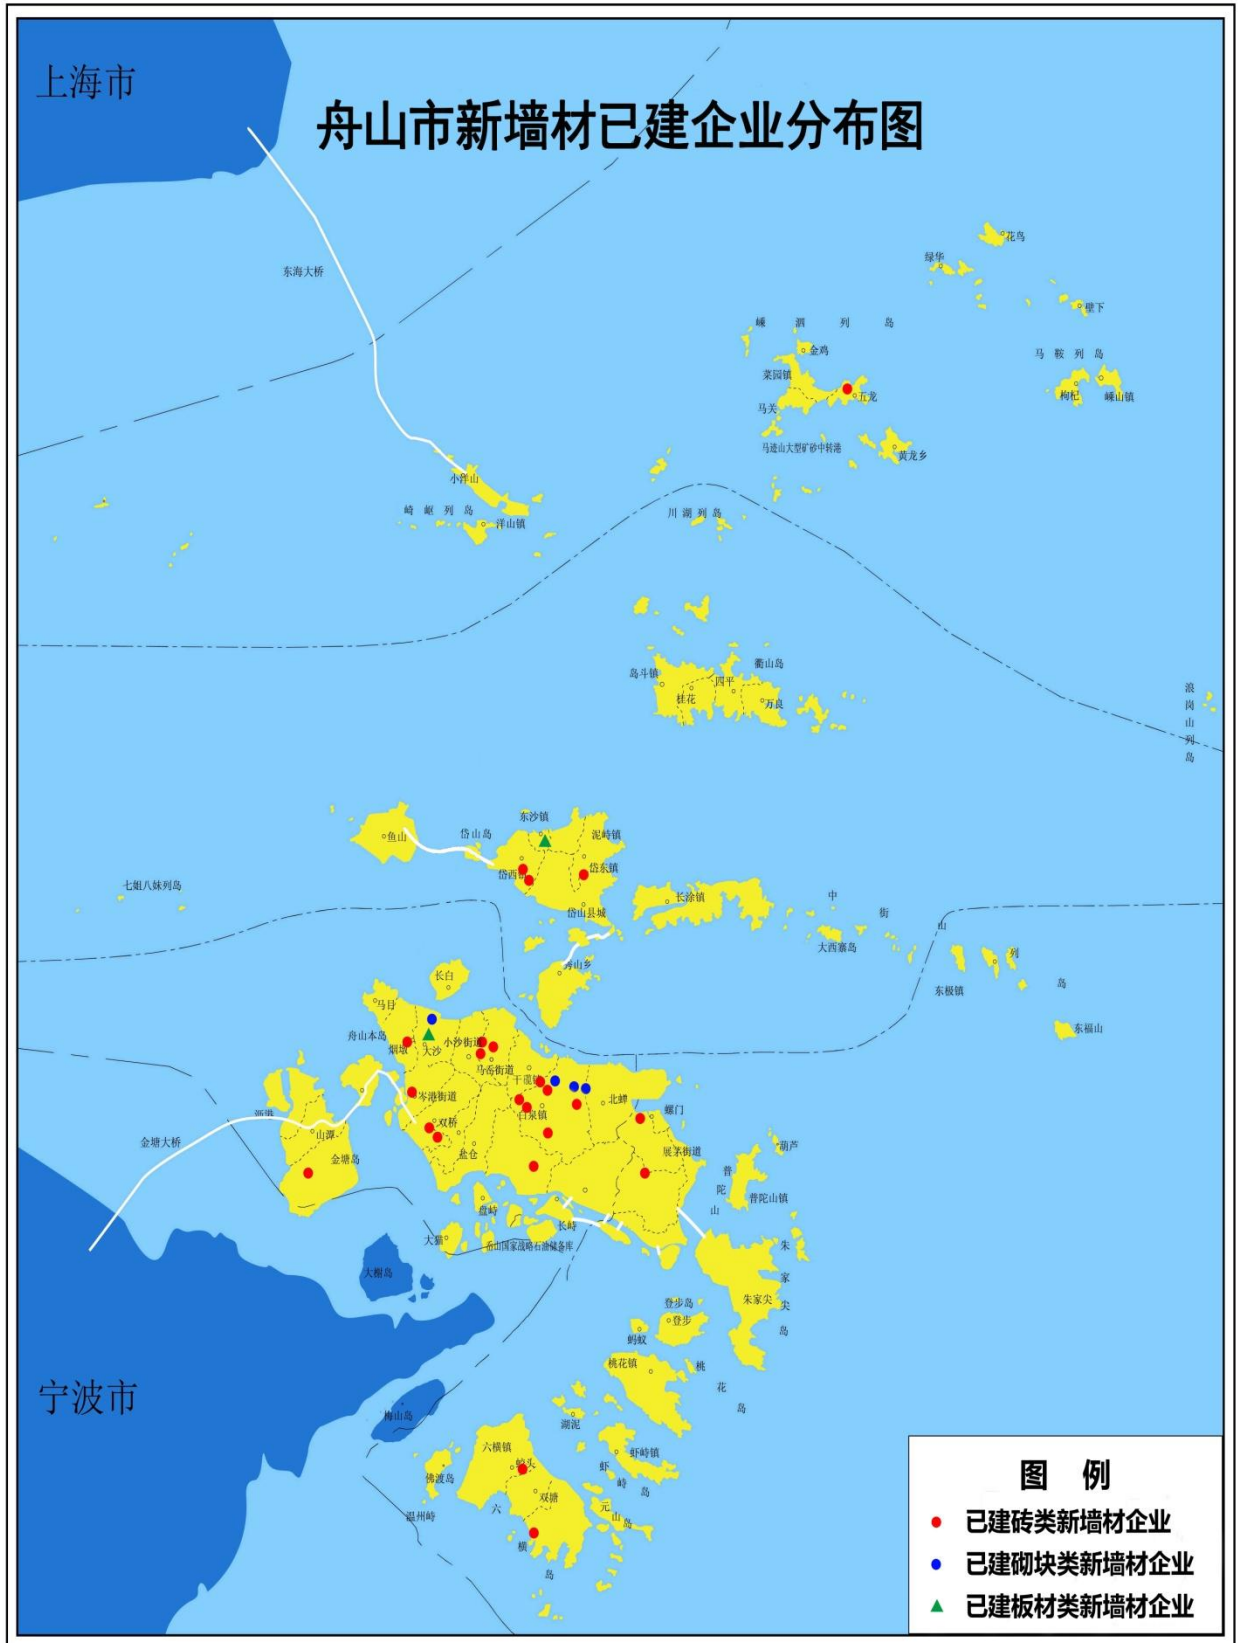 上海市
舟山市新墙材已建企业分布图
东海大桥
花鸟
绿华
壁下
嵊泗列岛
金鸡
马鞍列岛
菜园镇
五龙
枸杞
嵊山镇
马关
马迹山大型矿砂中转港
黄龙乡
小洋山
崎岖列岛
洋山镇
川湖列岛
衢山岛
岛斗镇
四平
桂花
万良
浪岗山列岛
东沙镇
鱼山
岱山岛
泥峙镇
岱西镇
岱东镇
七姐八妹列岛
长涂镇
岱山县城
中街山列岛
大西寨岛
秀山乡
长白
东极镇
马目
东福山
舟山本岛
烟墩
大沙
小沙街道
马岙街道
干𬒗镇
岑港街道
北蝉
白泉镇
螺门
双桥
沥港
山潭
金塘大桥
金塘岛
盐仓
展茅街道
葫芦
普陀山
普陀山镇
盘峙
长峙
大猫
岙山国家战略石油储备库
朱家尖岛
大榭岛
朱家尖
登步岛
登步
蚂蚁
桃花镇
桃花岛
宁波市
梅山岛
湖泥
六横镇
虾峙镇
蛟头
佛渡岛
虾峙岛
双塘
元山岛
温州峙
六横岛
图 例
已建砖类新墙材企业
已建砌块类新墙材企业
已建板材类新墙材企业